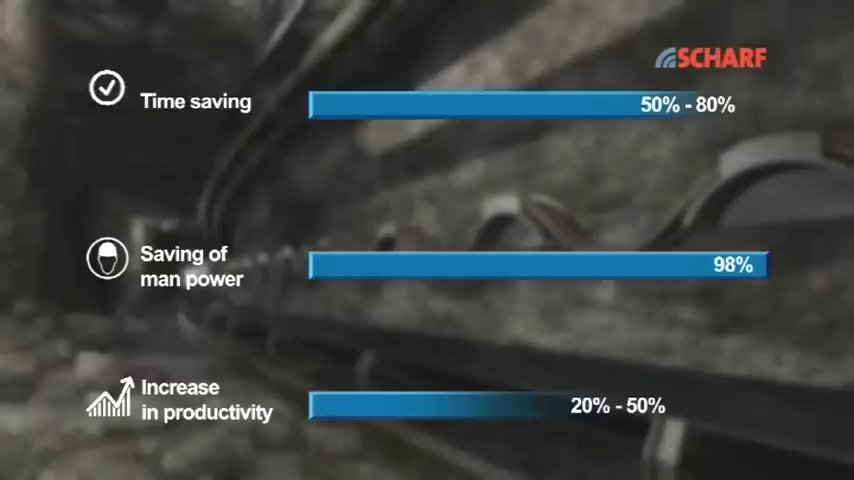 SCHARF
Time saving
50% - 80%
Saving of
man power
98%
Increase
in productivity
20% - 50%